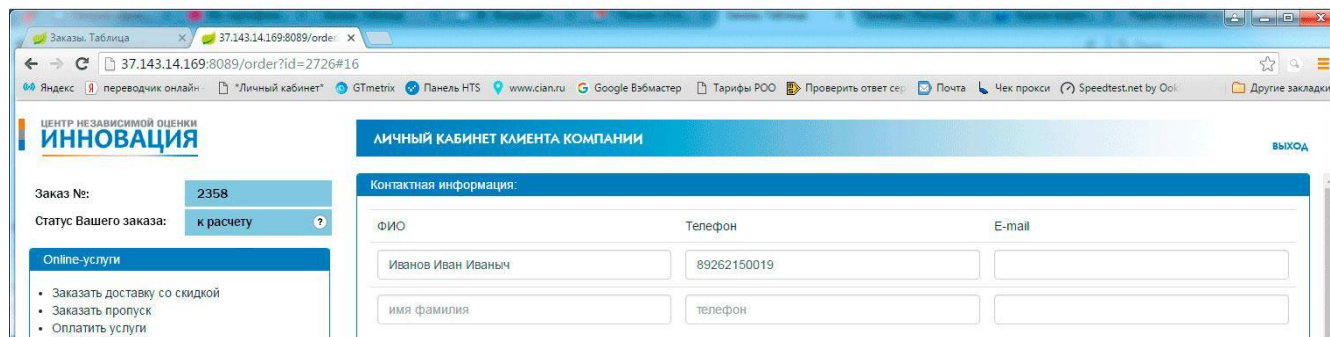 Заказы. Таблица
37.143.14.169:8089/order
37.143.14.169:8089/order?id=2726#16
Яндекс переводчик онлайн "Личный кабинет" GTmetrix Панель HTS www.cian.ru Google Вэбмастер Тарифы РОО Проверить ответ сер Почта Чек прокси Speedtest.net by Ook Другие закладки
ЦЕНТР НЕЗАВИСИМОЙ ОЦЕНКИ
ИННОВАЦИЯ
ЛИЧНЫЙ КАБИНЕТ КЛИЕНТА КОМПАНИИ
ВЫХОД
Заказ №: 2358
Статус Вашего заказа: к расчету ?
Online-услуги
• Заказать доставку со скидкой
• Заказать пропуск
• Оплатить услуги
Контактная информация:
ФИО Телефон E-mail
Иванов Иван Иваныч 89262150019
имя фамилия телефон